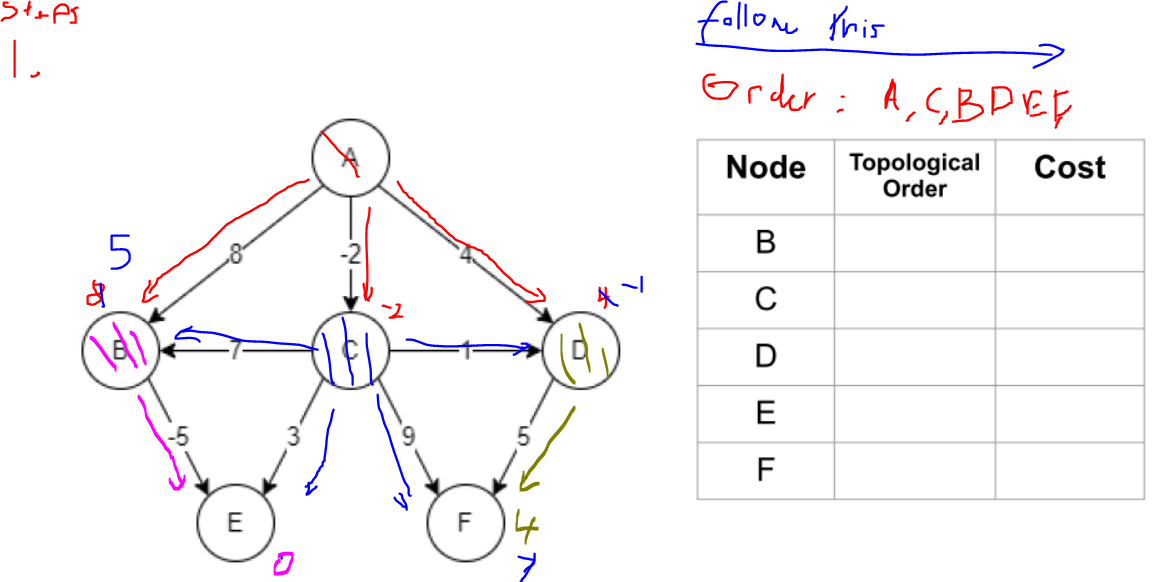 Steps
1.
follow this
Order: A, C, B D E F
Node Topological Order Cost
B
C
D
E
F
A
8 -2 4
5
8 -2 4 -1
B 7 C 1 D
-5 3 9 5
E F 4
0 7